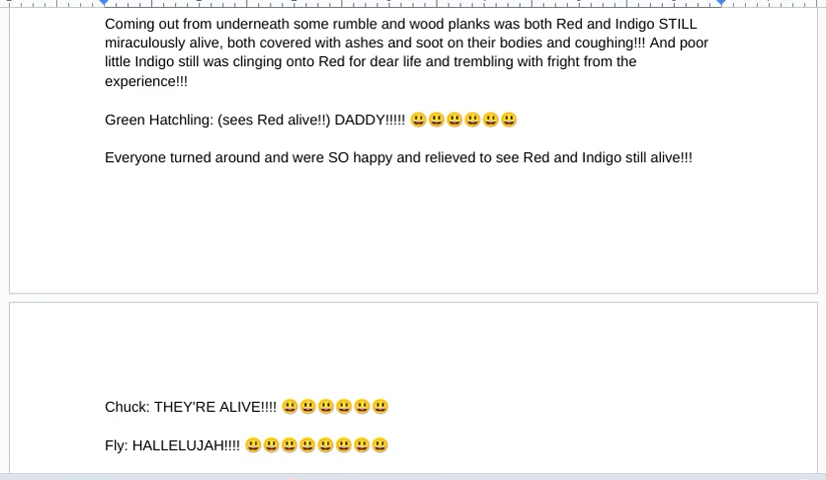 Coming out from underneath some rumble and wood planks was both Red and Indigo STILL
miraculously alive, both covered with ashes and soot on their bodies and coughing!!! And poor
little Indigo still was clinging onto Red for dear life and trembling with fright from the
experience!!!
Green Hatchling: (sees Red alive!!) DADDY!!!!! 😃😃😃😃😃😃
Everyone turned around and were SO happy and relieved to see Red and Indigo still alive!!!
Chuck: THEY'RE ALIVE!!!! 😃😃😃😃😃😃
Fly: HALLELUJAH!!!! 😃😃😃😃😃😃😃😃